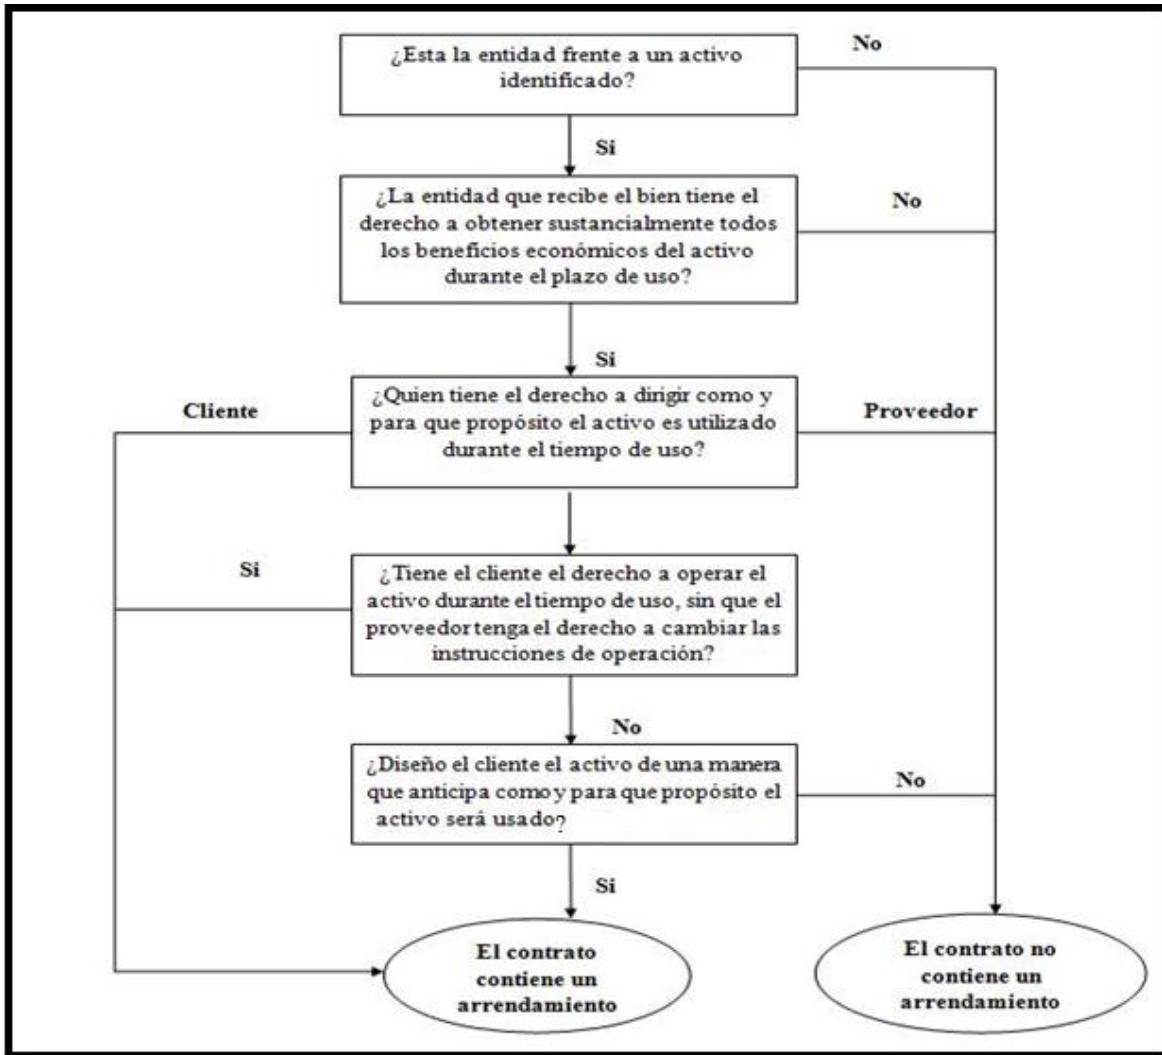 ¿Esta la entidad frente a un activo
identificado?
No
Si
¿La entidad que recibe el bien tiene el
derecho a obtener sustancialmente todos
los beneficios económicos del activo
durante el plazo de uso?
No
Si
Cliente
¿Quien tiene el derecho a dirigir como y
para que propósito el activo es utilizado
durante el tiempo de uso?
Proveedor
Si
¿Tiene el cliente el derecho a operar el
activo durante el tiempo de uso, sin que el
proveedor tenga el derecho a cambiar las
instrucciones de operación?
No
¿Diseño el cliente el activo de una manera
que anticipa como y para que propósito el
activo será usado?
No
Si
El contrato
contiene un
arrendamiento
El contrato no
contiene un
arrendamiento